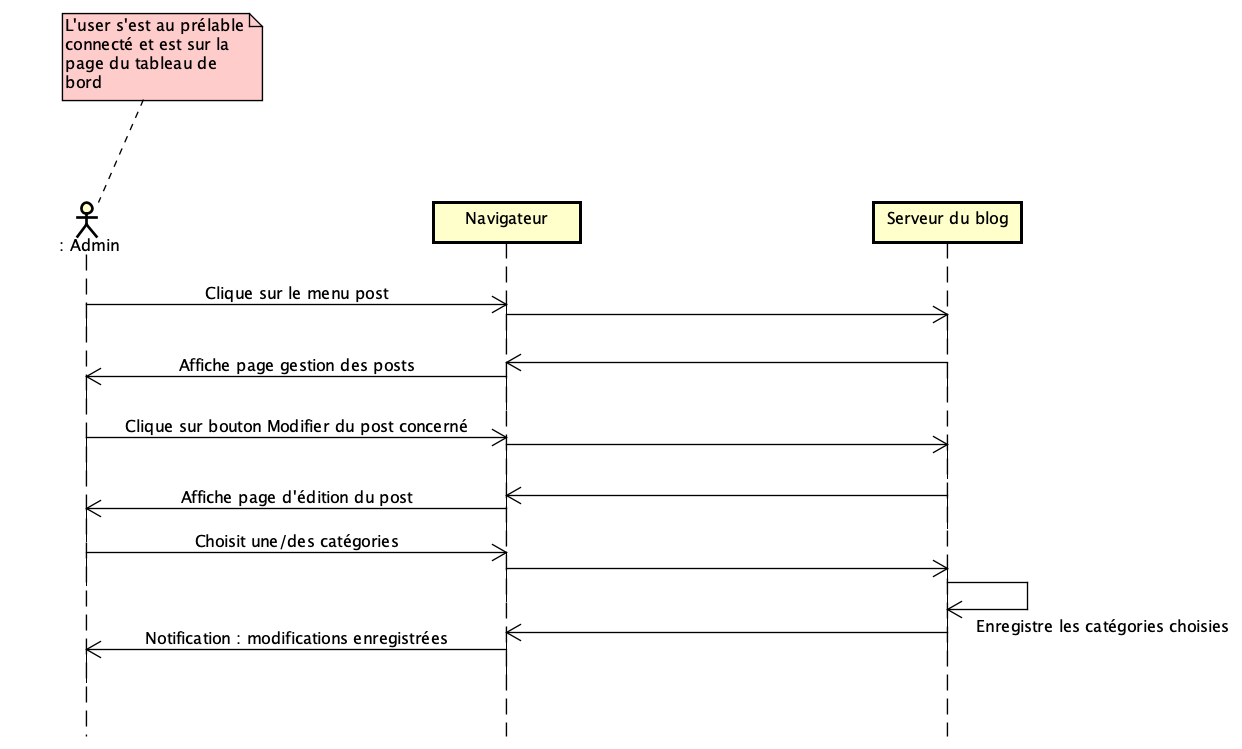 L'user s'est au prélable
connecté et est sur la
page du tableau de
bord
: Admin
Navigateur
Serveur du blog
Clique sur le menu post
Affiche page gestion des posts
Clique sur bouton Modifier du post concerné
Affiche page d'édition du post
Choisit une/des catégories
Enregistre les catégories choisies
Notification : modifications enregistrées